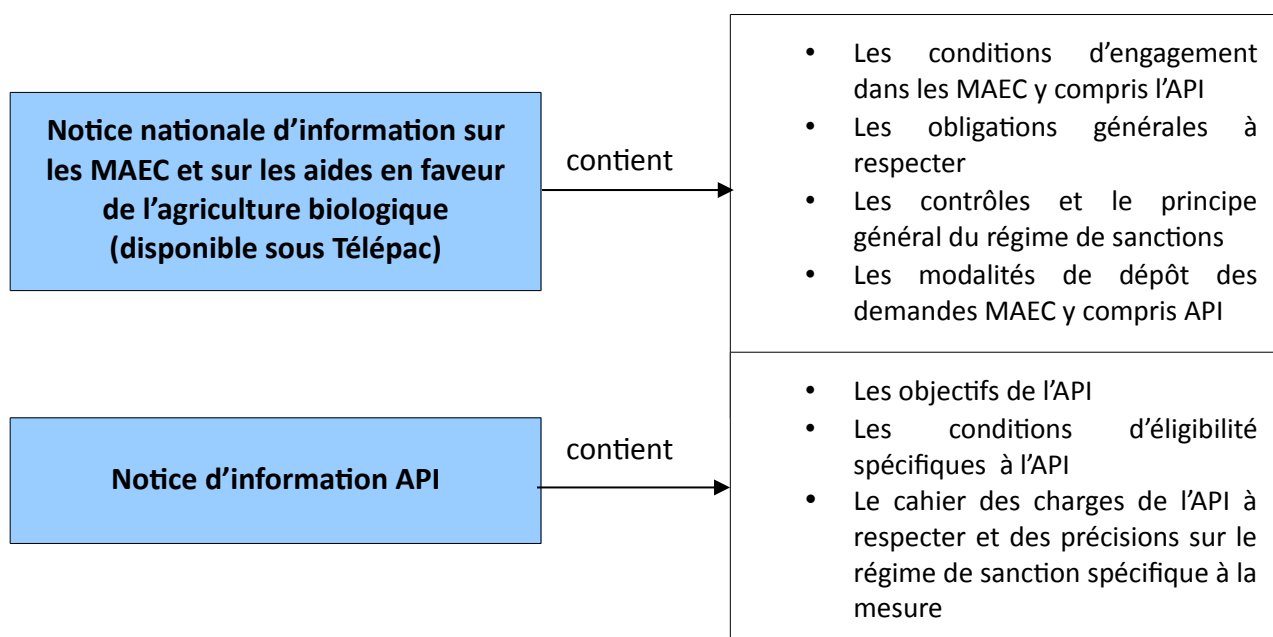 Notice nationale d’information sur
les MAEC et sur les aides en faveur
de l’agriculture biologique
(disponible sous Télépac)
contient
• Les conditions d’engagement
dans les MAEC y compris l’API
• Les obligations générales à
respecter
• Les contrôles et le principe
général du régime de sanctions
• Les modalités de dépôt des
demandes MAEC y compris API
Notice d’information API
contient
• Les objectifs de l’API
• Les conditions d’éligibilité
spécifiques à l’API
• Le cahier des charges de l’API à
respecter et des précisions sur le
régime de sanction spécifique à la
mesure